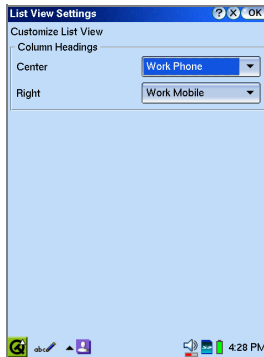 List View Settings ? X OK
Customize List View
Column Headings
Center Work Phone
Right Work Mobile
abc 4:28 PM